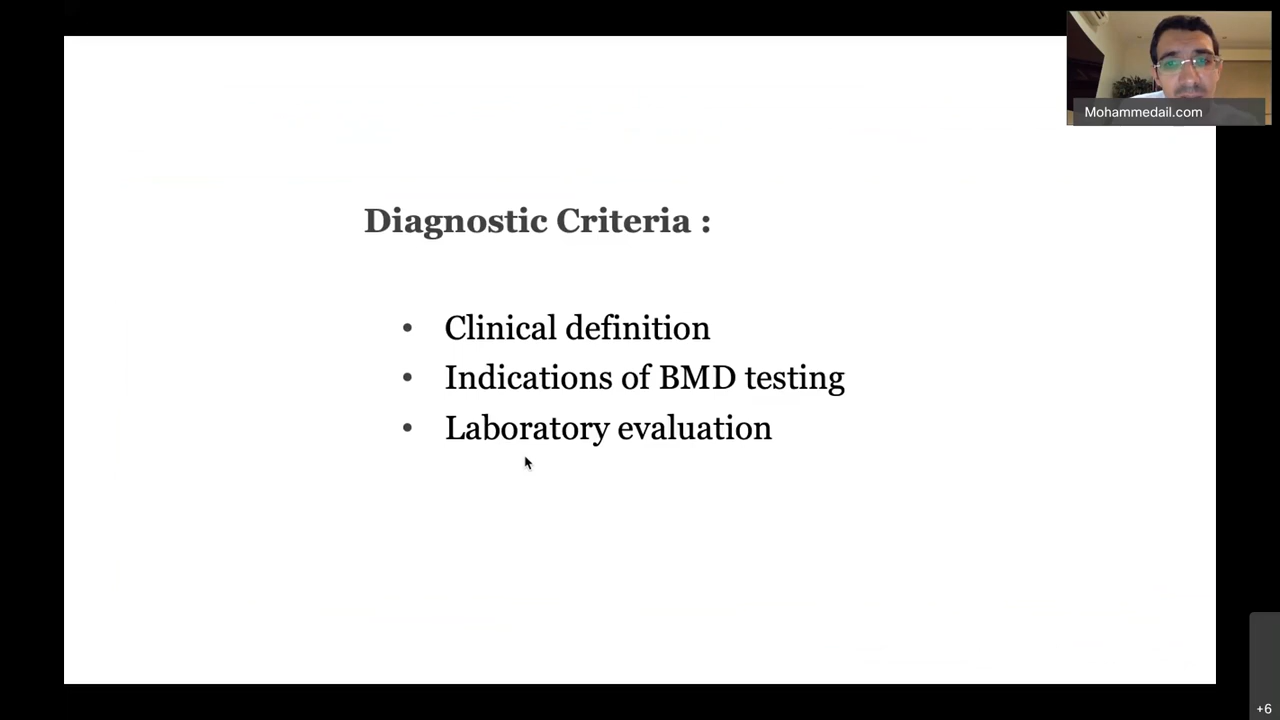 Mohammedail.com
Diagnostic Criteria :
• Clinical definition
• Indications of BMD testing
• Laboratory evaluation
+6